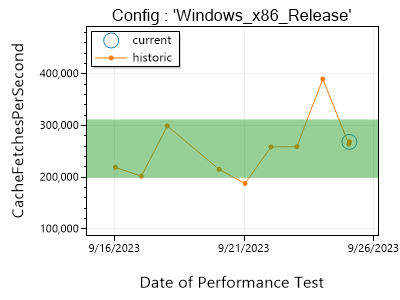 Config : 'Windows_x86_Release'
current
historic
CacheFetchesPerSecond
400,000
300,000
200,000
100,000
9/16/2023
9/21/2023
9/26/2023
Date of Performance Test